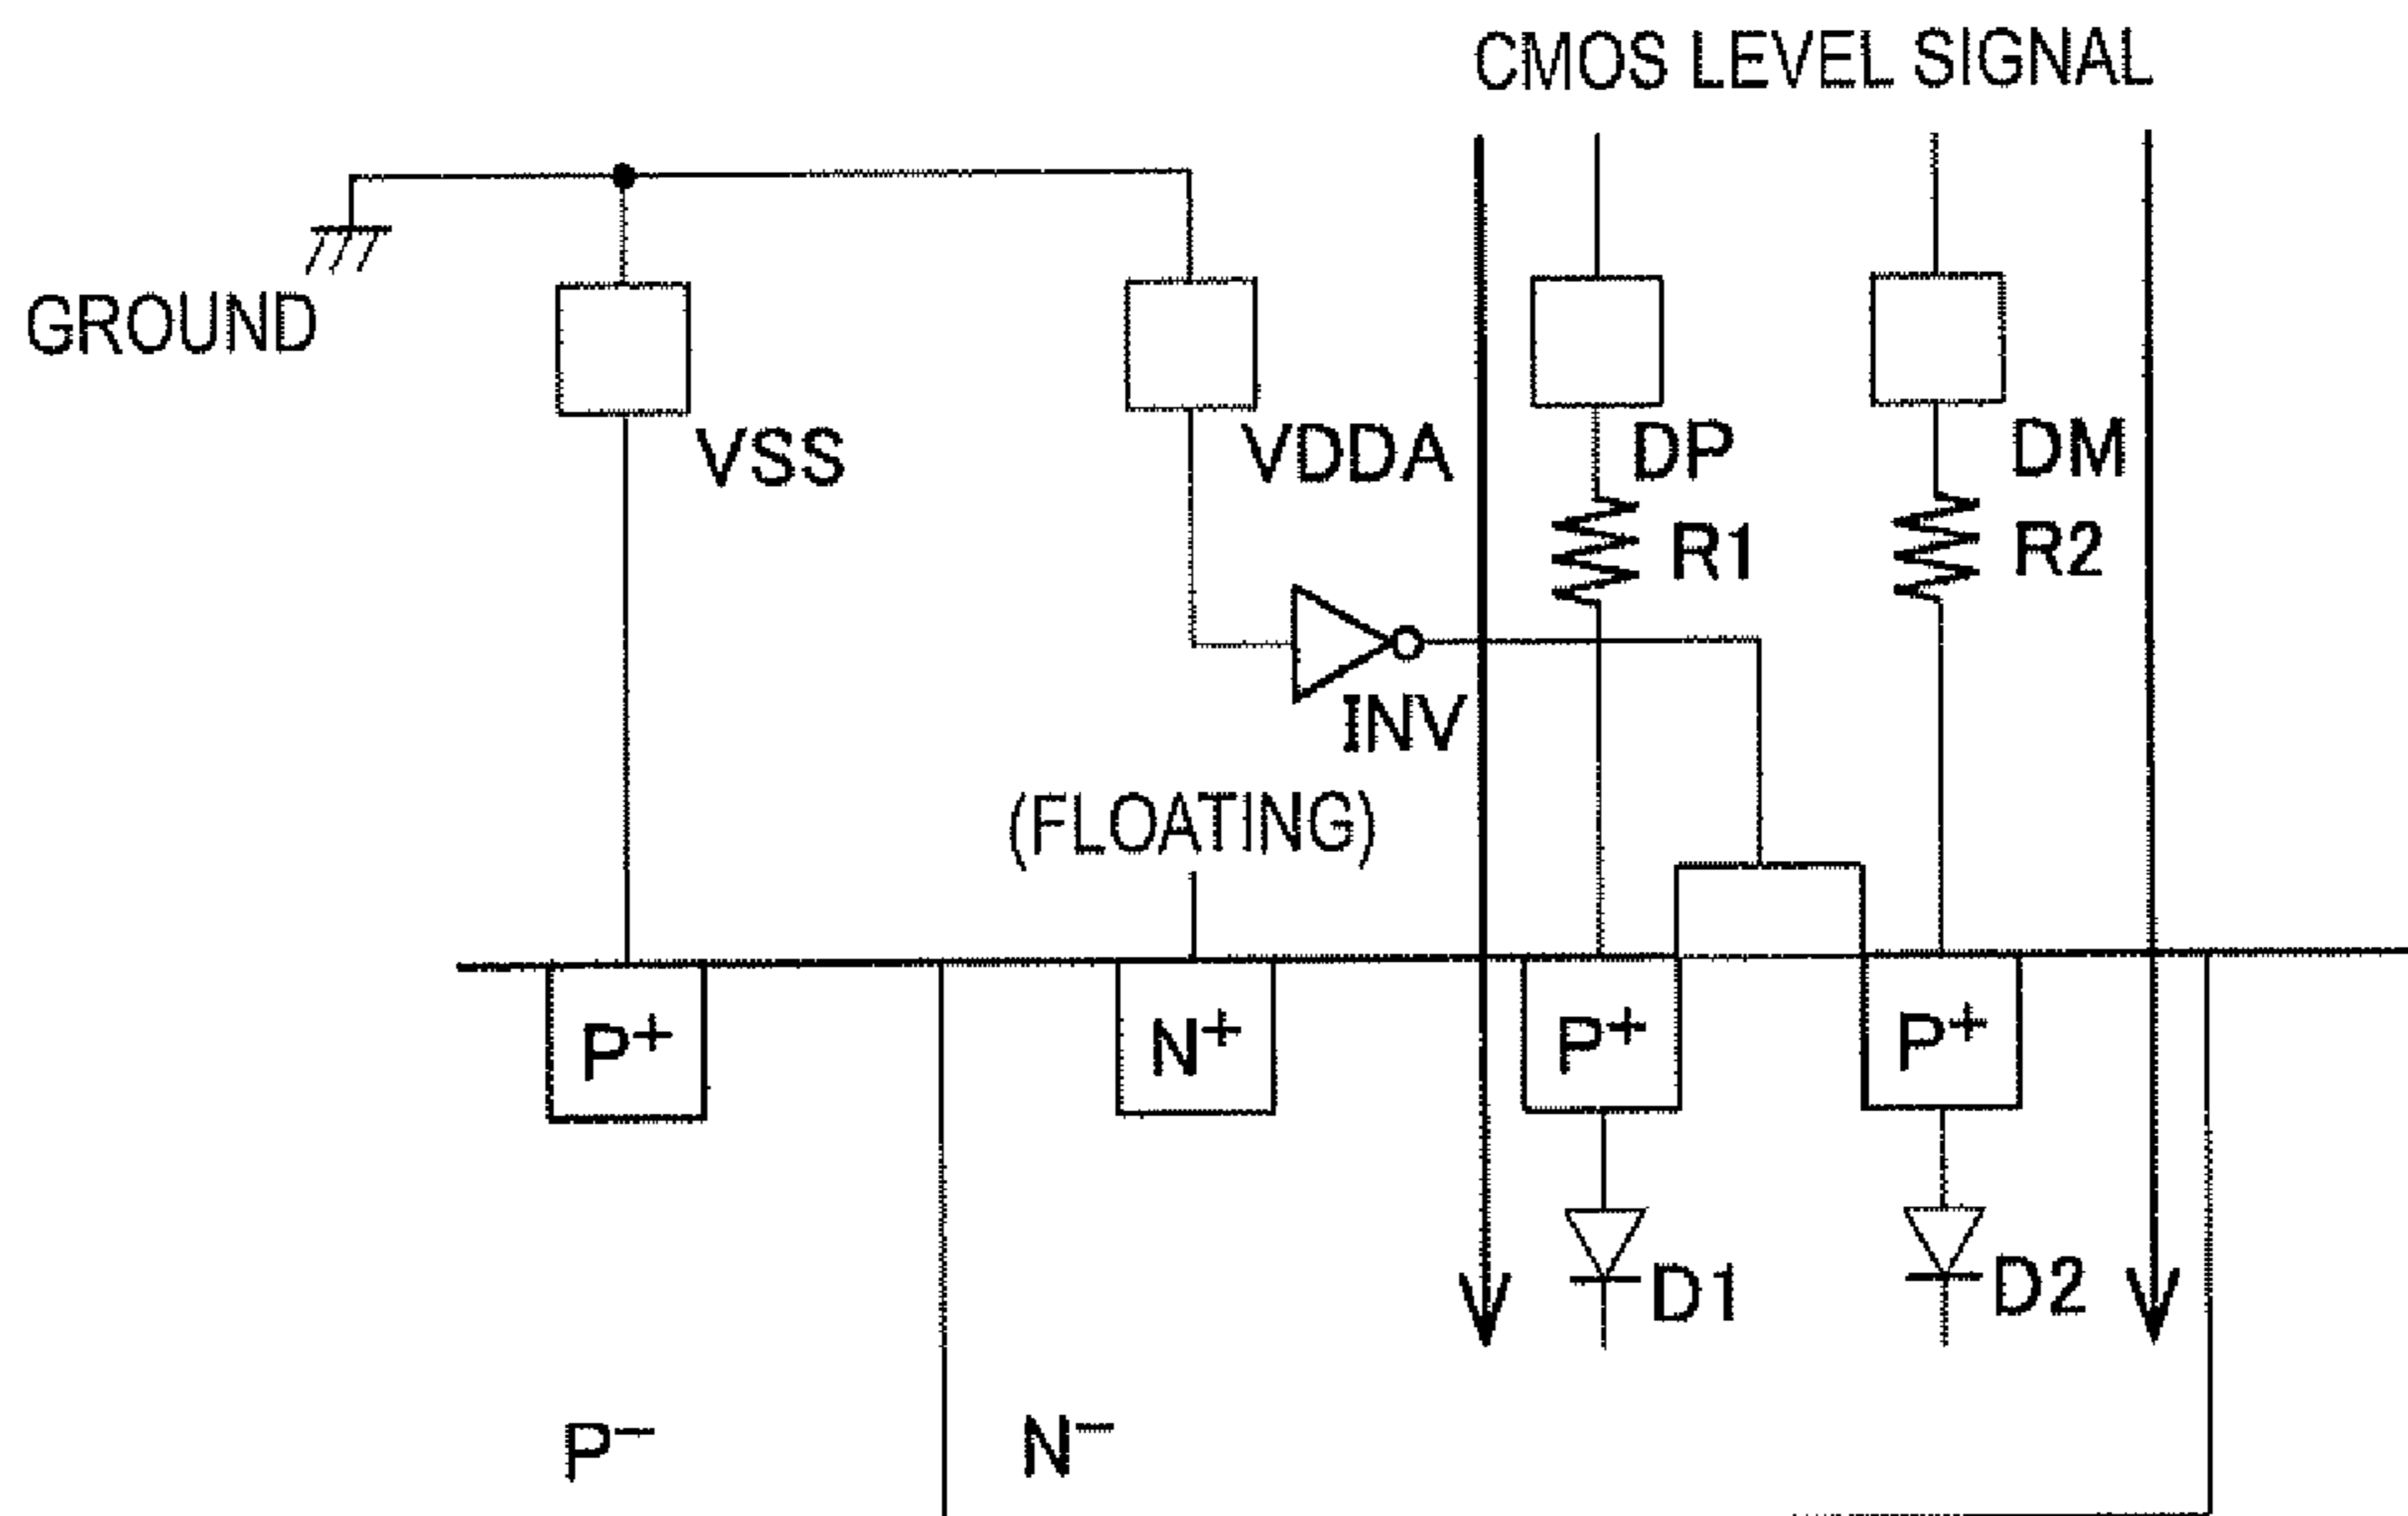 CMOS LEVEL SIGNAL
GROUND
VSS
VDDA
DP
DM
R1
R2
INV
(FLOATING)
P+
N+
P+
P+
D1
D2
P−
N−